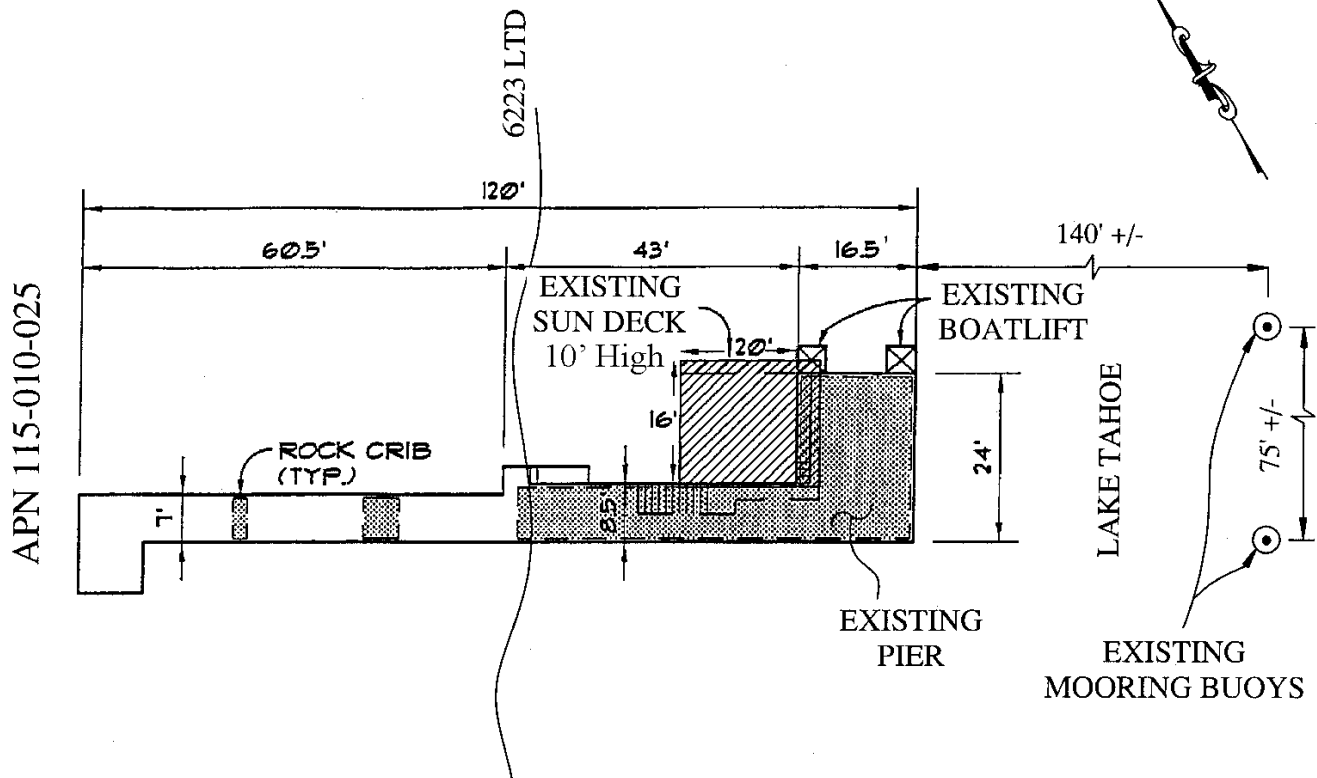 6223 LTD
120'
60.5'
43'
16.5'
140' +/-
EXISTING
SUN DECK
10' High
EXISTING
BOATLIFT
20'
16'
APN 115-010-025
ROCK CRIB
(TYP.)
7'
8.5
24'
LAKE TAHOE
75' +/-
EXISTING
PIER
EXISTING
MOORING BUOYS